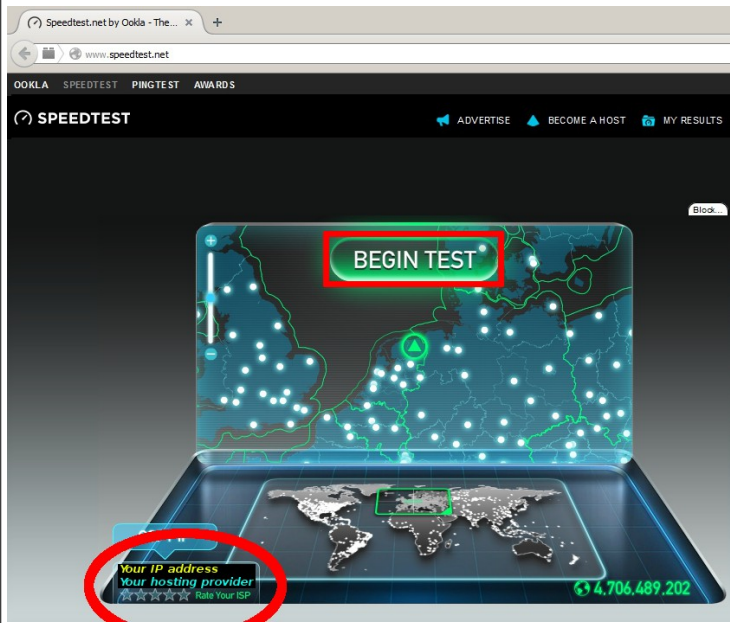 Speedtest.net by Ookla - The... × +
www.speedtest.net
OOKLA SPEEDTEST PINGTEST AWARDS
SPEEDTEST ADVERTISE BECOME A HOST MY RESULTS
Block...
BEGIN TEST
Your IP address
Your hosting provider
Rate Your ISP
4,706,489,202